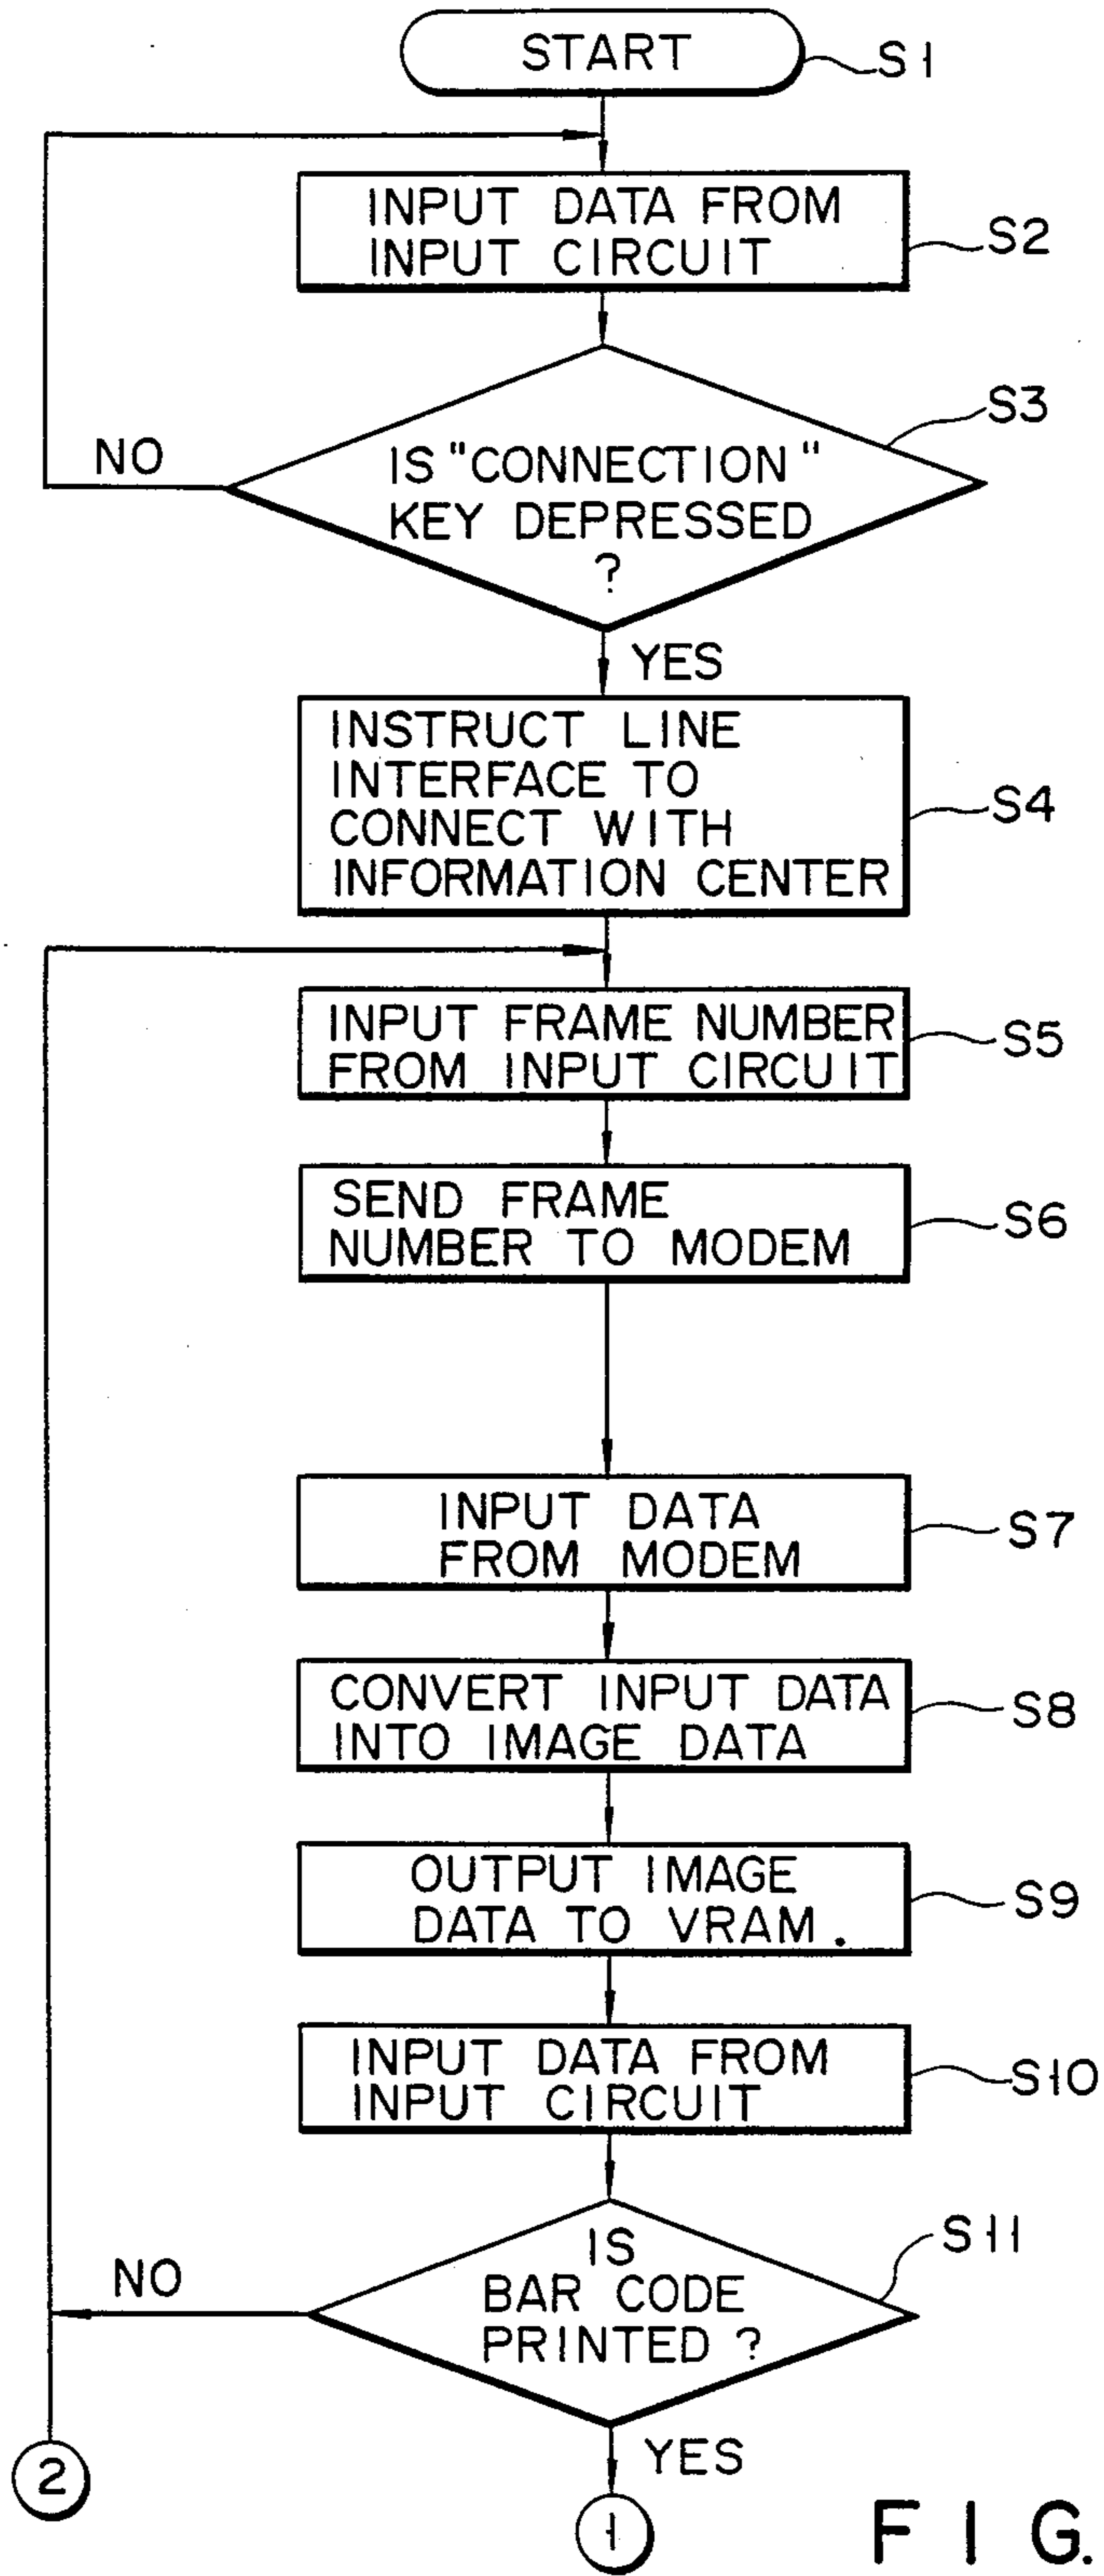 START
S1
INPUT DATA FROM
INPUT CIRCUIT
S2
S3
NO
IS "CONNECTION"
KEY DEPRESSED
?
YES
INSTRUCT LINE
INTERFACE TO
CONNECT WITH
INFORMATION CENTER
S4
INPUT FRAME NUMBER
FROM INPUT CIRCUIT
S5
SEND FRAME
NUMBER TO MODEM
S6
INPUT DATA
FROM MODEM
S7
CONVERT INPUT DATA
INTO IMAGE DATA
S8
OUTPUT IMAGE
DATA TO VRAM.
S9
INPUT DATA FROM
INPUT CIRCUIT
S10
S11
NO
IS
BAR CODE
PRINTED?
YES
2
1
FIG.